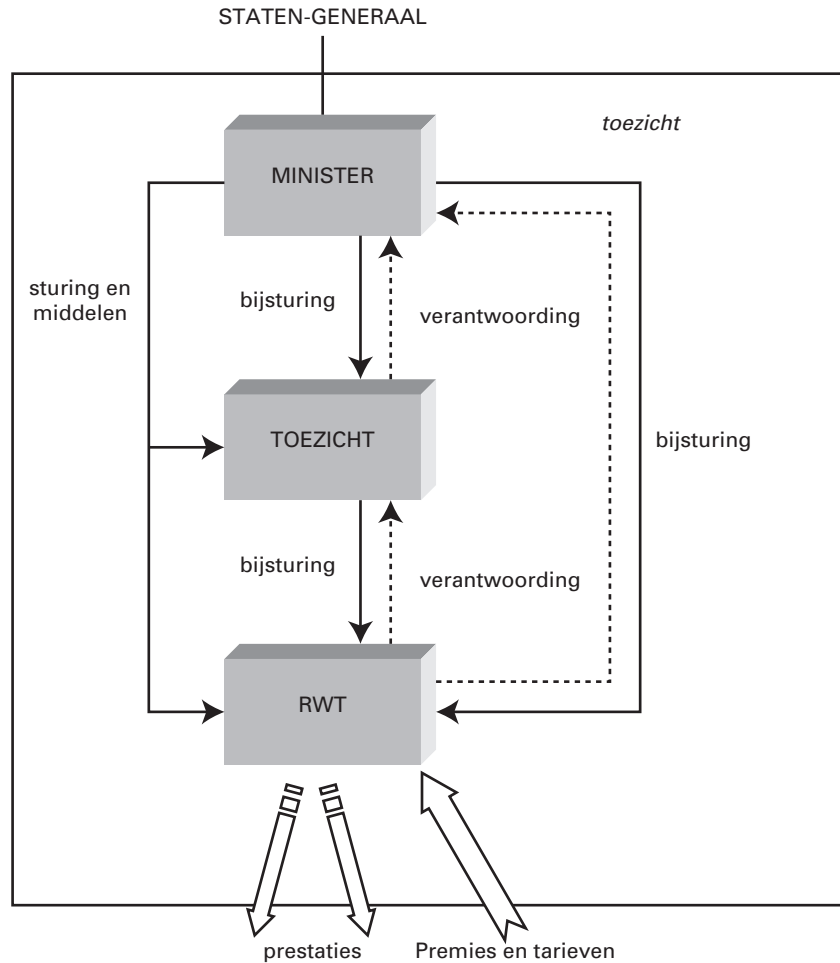 STATEN-GENERAAL
toezicht
MINISTER
sturing en
middelen
bijsturing
verantwoording
TOEZICHT
bijsturing
bijsturing
verantwoording
RWT
prestaties
Premies en tarieven